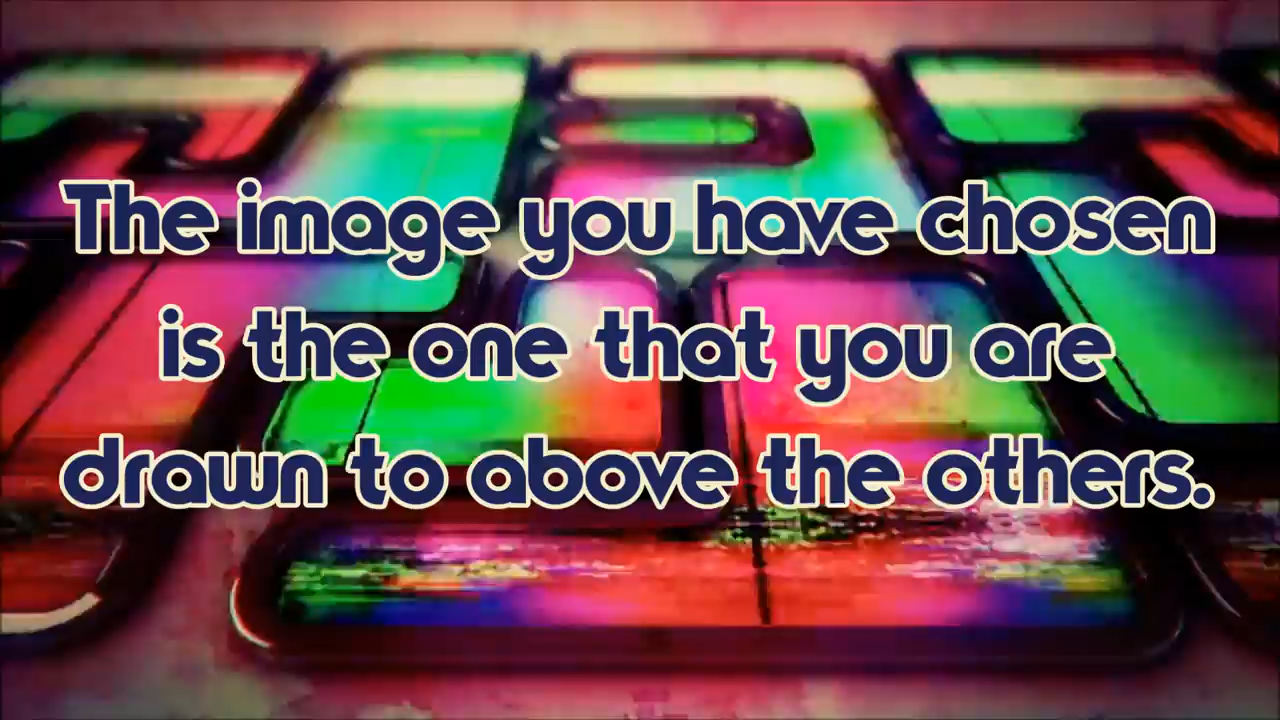 The image you have chosen
is the one that you are
drawn to above the others.